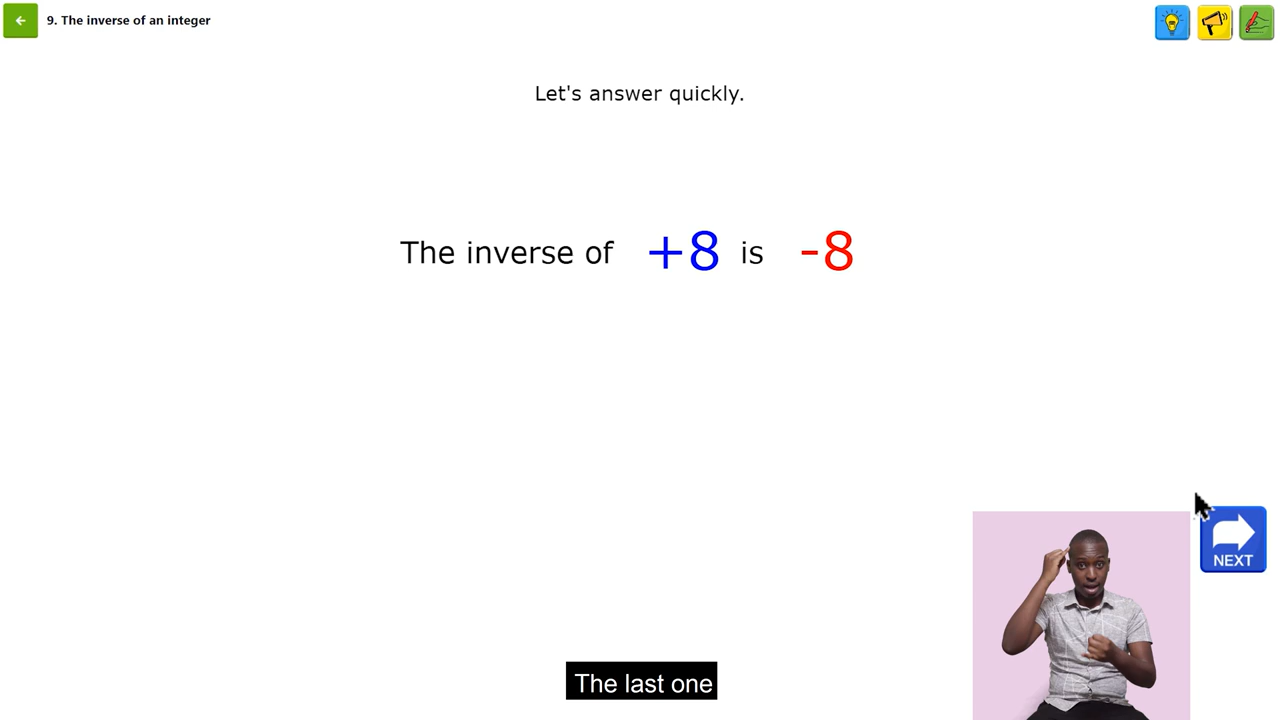 9. The inverse of an integer
Let's answer quickly.
The inverse of +8 is -8
NEXT
The last one